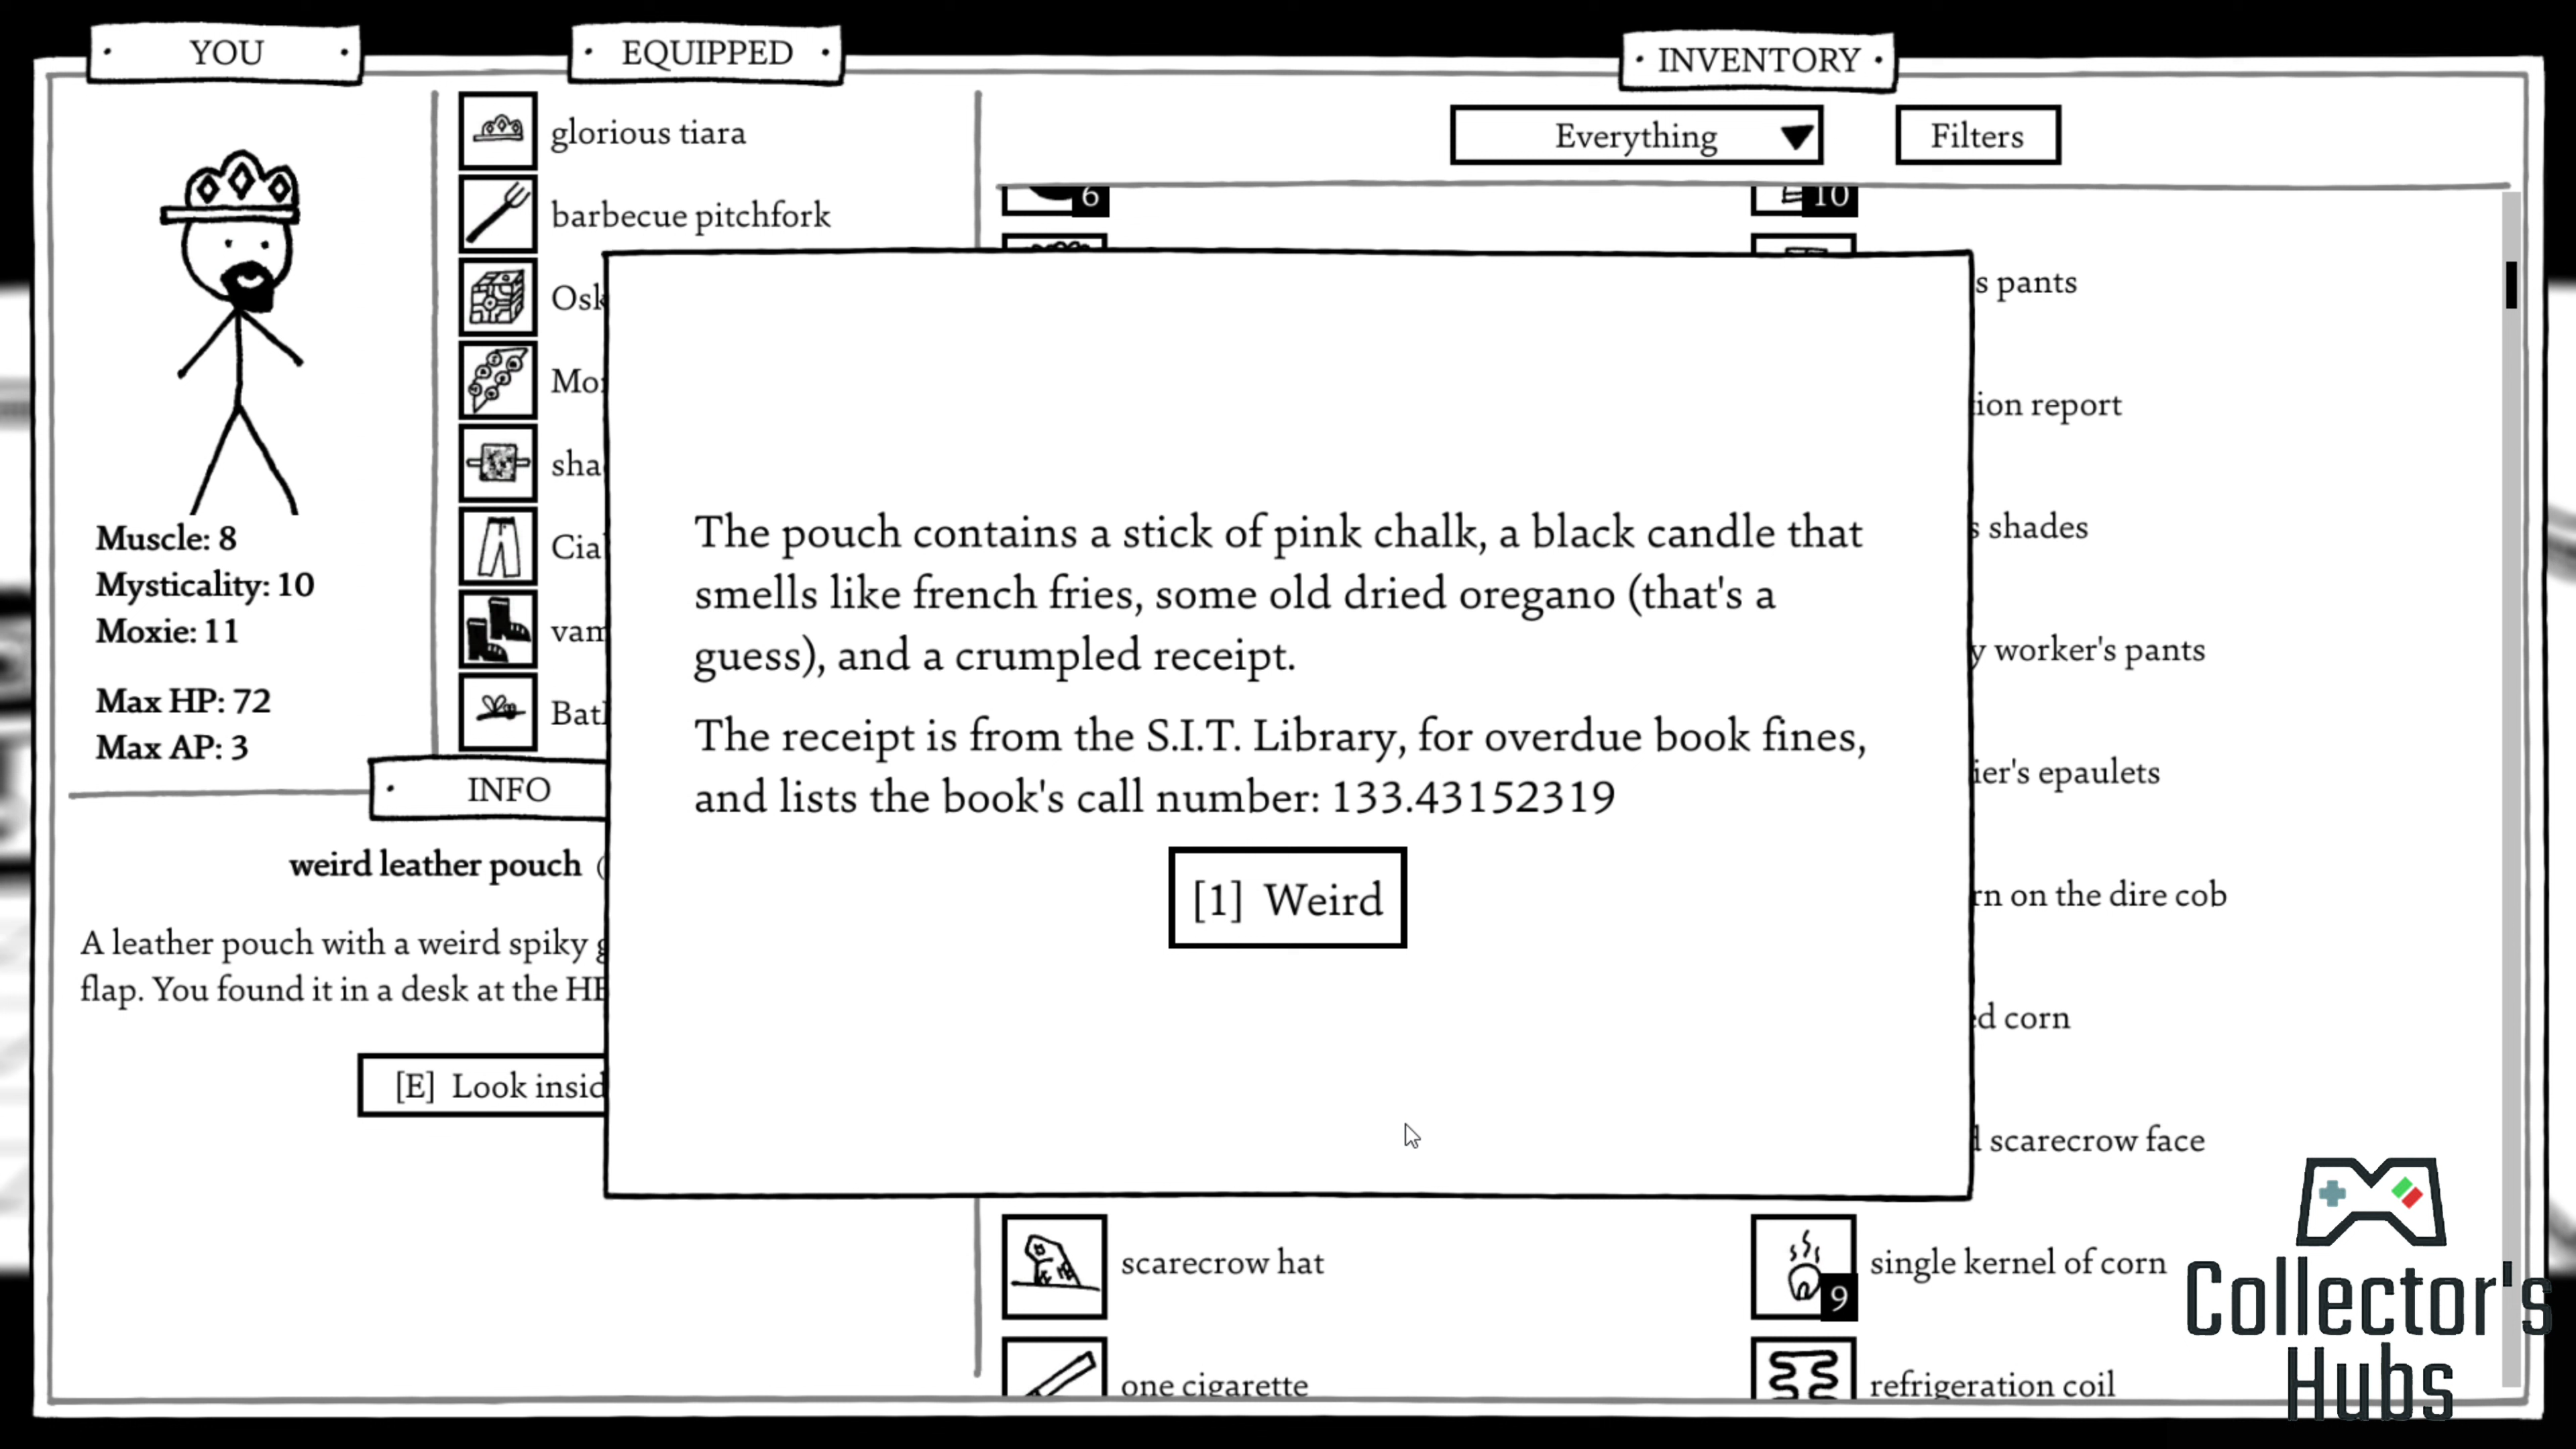 YOU
EQUIPPED
INVENTORY
Everything
Filters
glorious tiara
barbecue pitchfork
6
10
s pants
ion report
s shades
worker's pants
ier's epaulets
rn on the dire cob
d corn
scarecrow face
Muscle: 8
Mysticality: 10
Moxie: 11
Max HP: 72
Max AP: 3
INFO
weird leather pouch
A leather pouch with a weird spiky
flap. You found it in a desk at the
[E] Look insid
The pouch contains a stick of pink chalk, a black candle that
smells like french fries, some old dried oregano (that's a
guess), and a crumpled receipt.
The receipt is from the S.I.T. Library, for overdue book fines,
and lists the book's call number: 133.43152319
[1] Weird
scarecrow hat
single kernel of corn
9
one cigarette
refrigeration coil
Collector's
Hubs